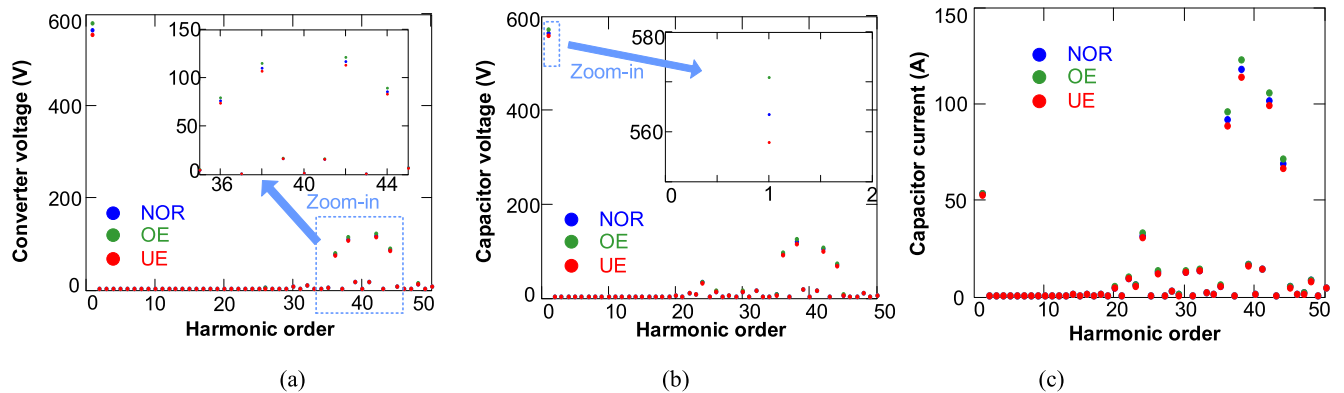 Converter voltage (V)
600
400
200
0
0 10 20 30 40 50
Harmonic order
NOR
OE
UE
Zoom-in
150
100
50
0
36 40 44
(a)
Capacitor voltage (V)
600
400
200
0
0 10 20 30 40 50
Harmonic order
NOR
OE
UE
Zoom-in
580
560
0 1 2
(b)
Capacitor current (A)
150
100
50
0
0 10 20 30 40 50
Harmonic order
NOR
OE
UE
(c)